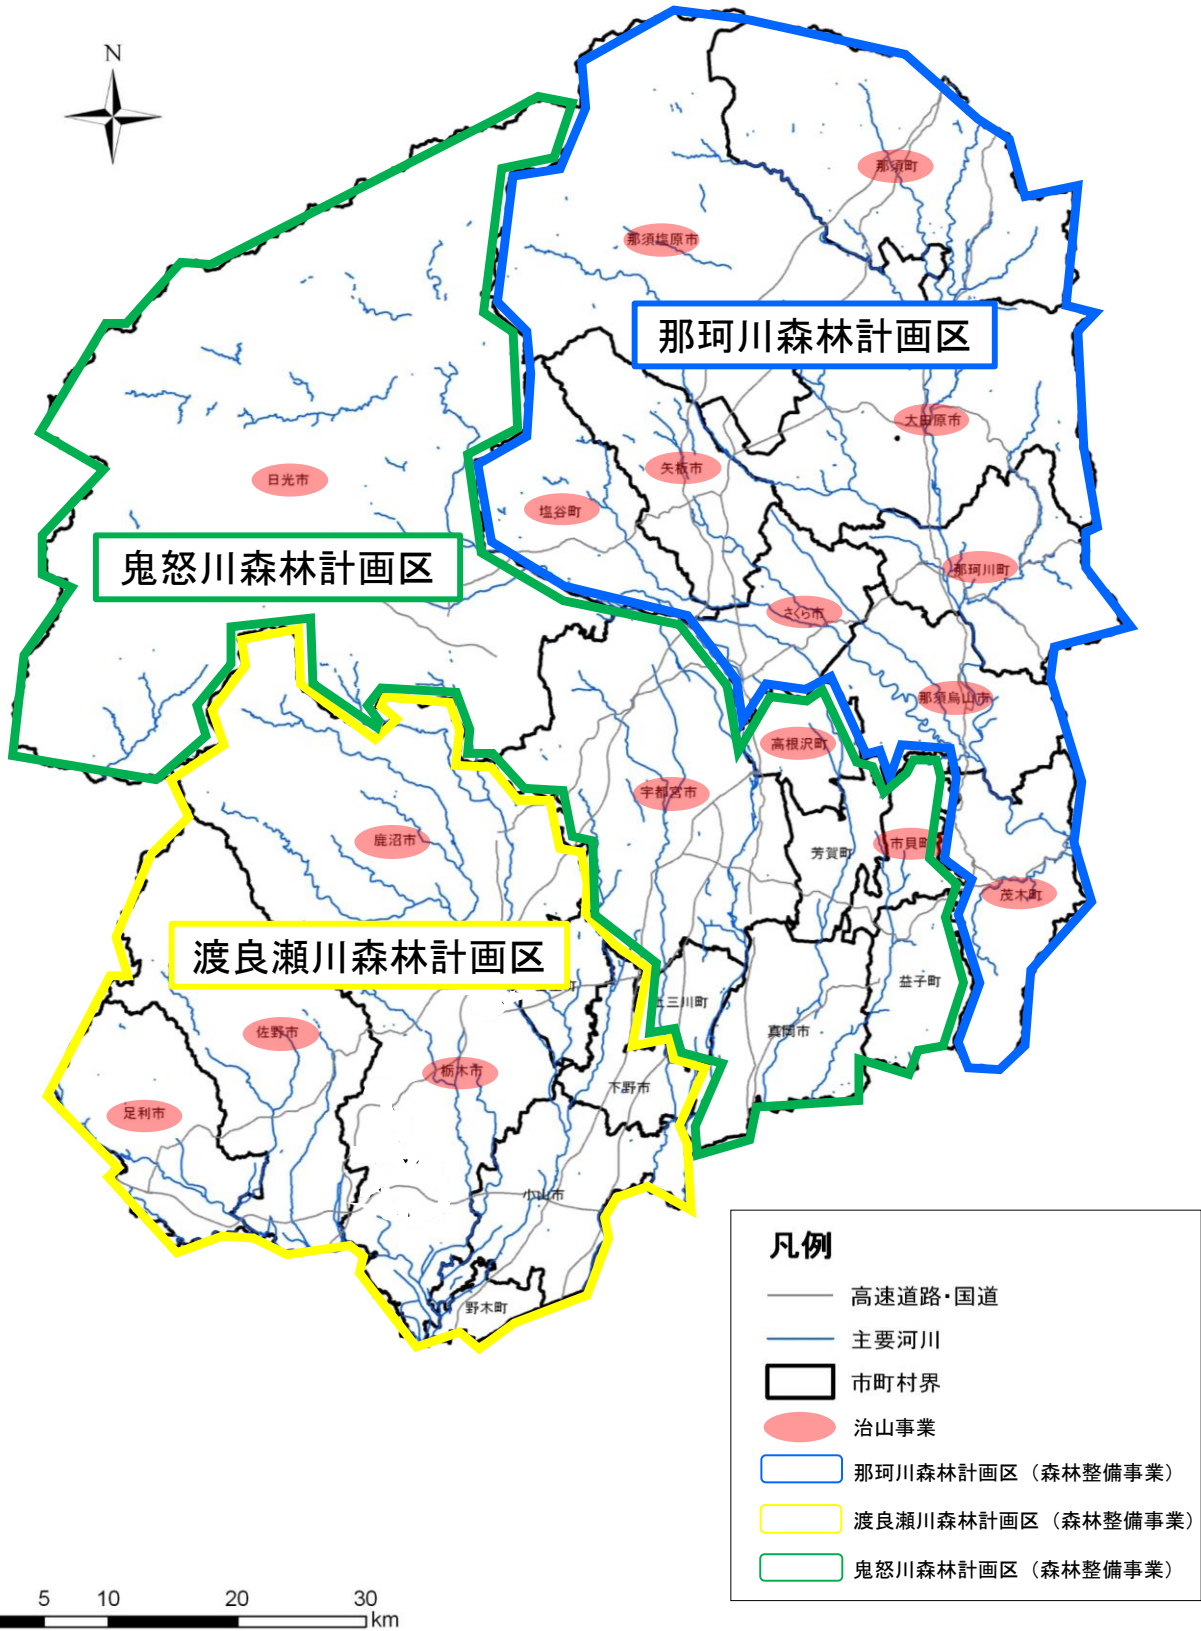 N
那須町
那須塩原市
那珂川森林計画区
大田原市
矢板市
日光市
塩谷町
鬼怒川森林計画区
那珂川町
さくら市
那須烏山市
高根沢町
宇都宮市
鹿沼市
芳賀町
市貝町
茂木町
渡良瀬川森林計画区
益子町
町
上三川町
真岡市
佐野市
栃木市
下野市
足利市
小山市
野木町
凡例
高速道路・国道
主要河川
市町村界
治山事業
那珂川森林計画区（森林整備事業）
渡良瀬川森林計画区（森林整備事業）
鬼怒川森林計画区（森林整備事業）
5 10 20 30
km